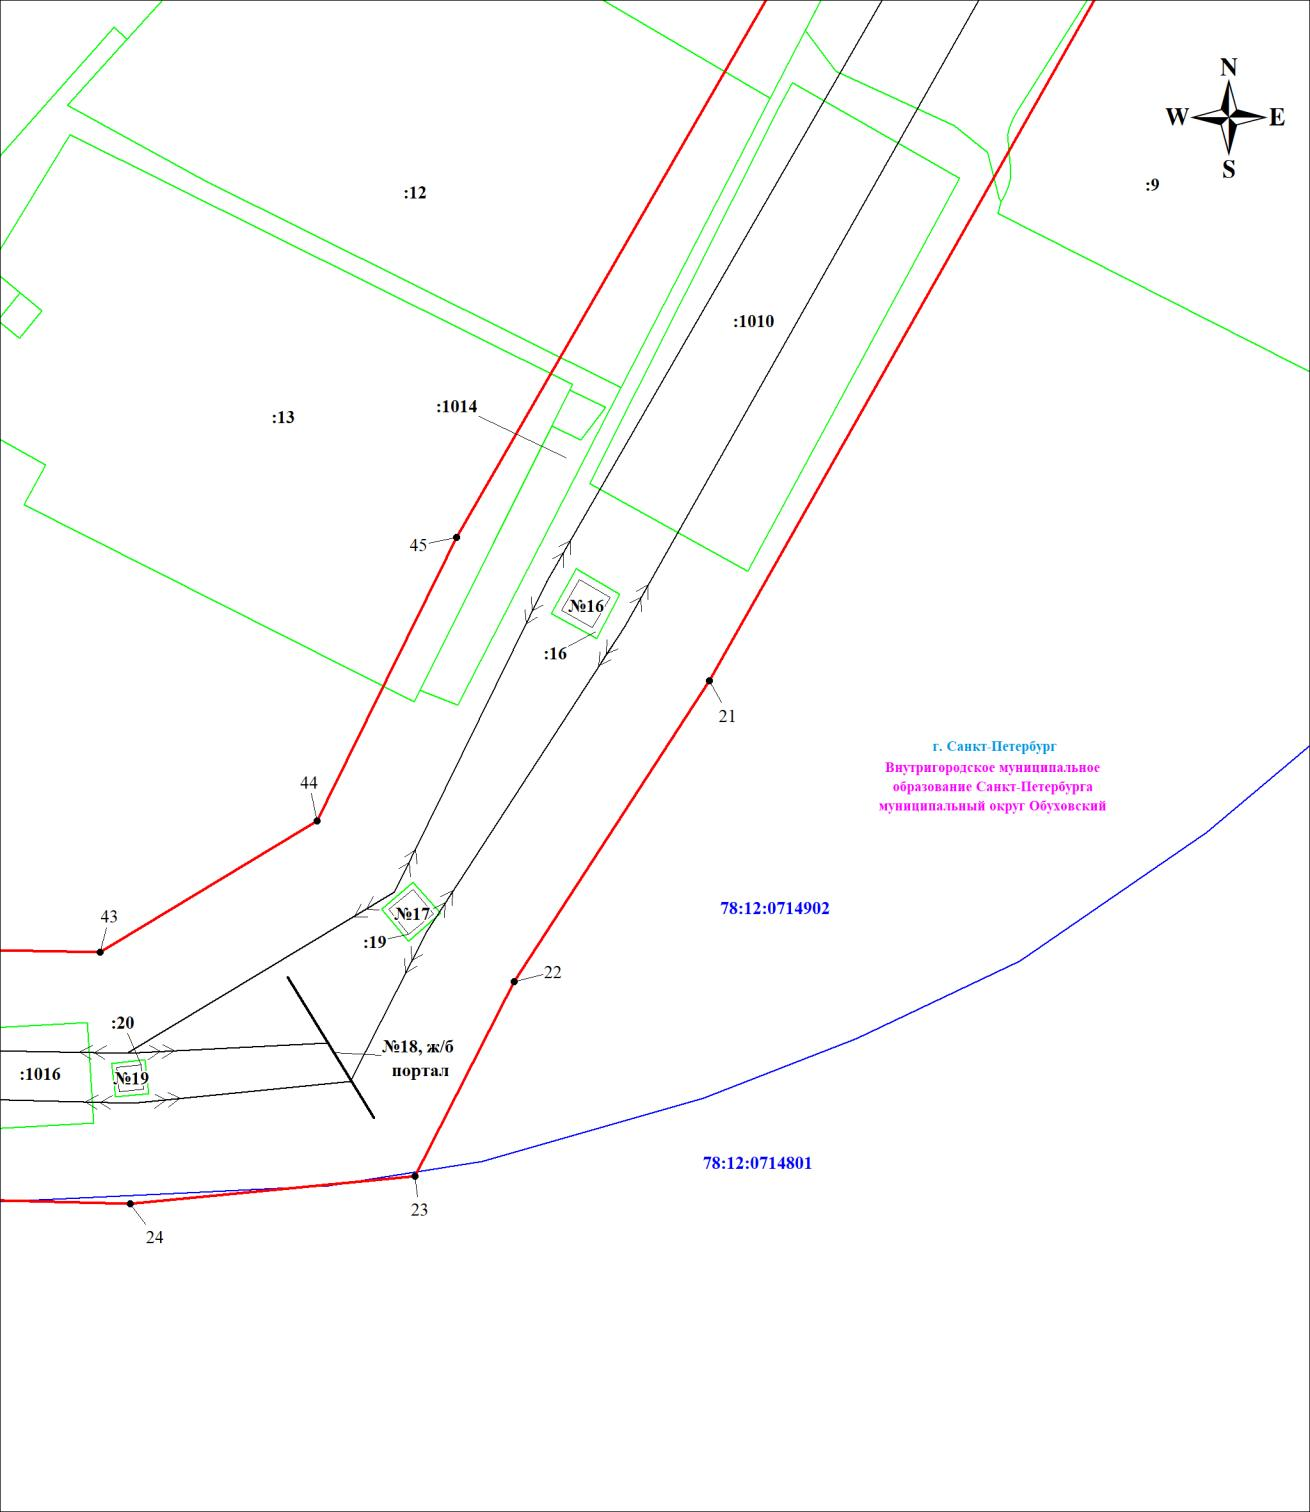 N
W E
S
:12
:9
:1010
:1014
:13
45
№16
:16
21
г. Санкт-Петербург
Внутригородское муниципальное
образование Санкт-Петербурга
муниципальный округ Обуховский
44
78:12:0714902
43
№17
:19
22
:20
№18, ж/б
портал
:1016
№19
78:12:0714801
23
24